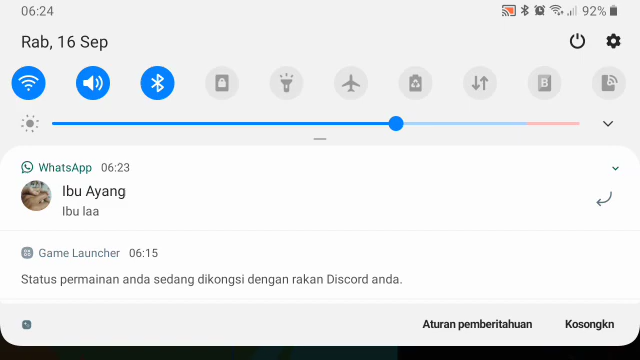 06:24
92%
Rab, 16 Sep
WhatsApp 06:23
Ibu Ayang
Ibu laa
Game Launcher 06:15
Status permainan anda sedang dikongsi dengan rakan Discord anda.
Aturan pemberitahuan Kosongkn